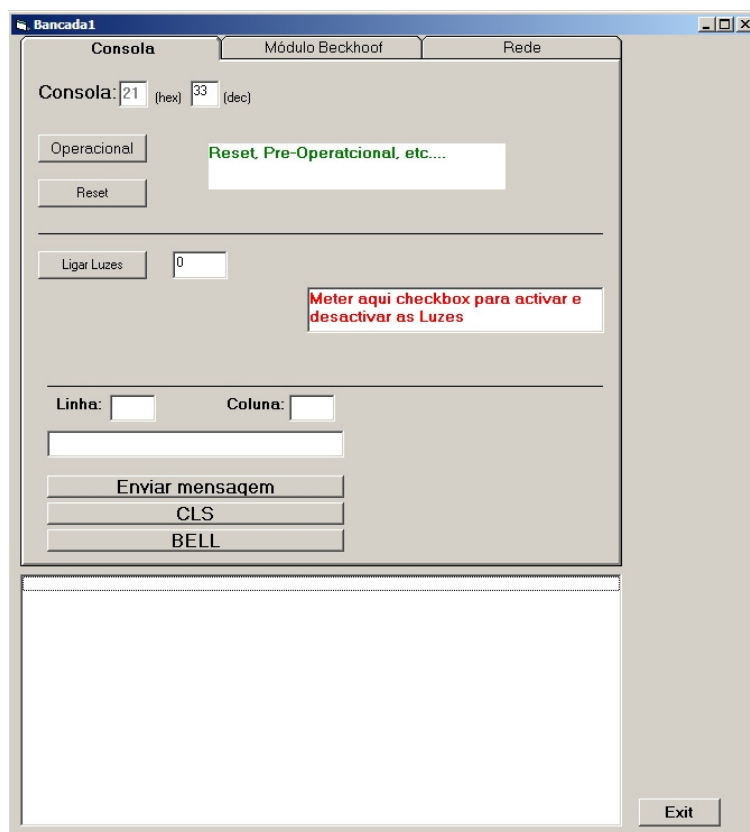 Bancada1
Consola Módulo Beckhoof Rede
Consola: 21 (hex) 33 (dec)
Operacional
Reset, Pre-Operatcional, etc....
Reset
Ligar Luzes 0
Meter aqui checkbox para activar e
desactivar as Luzes
Linha: Coluna:
Enviar mensagem
CLS
BELL
Exit